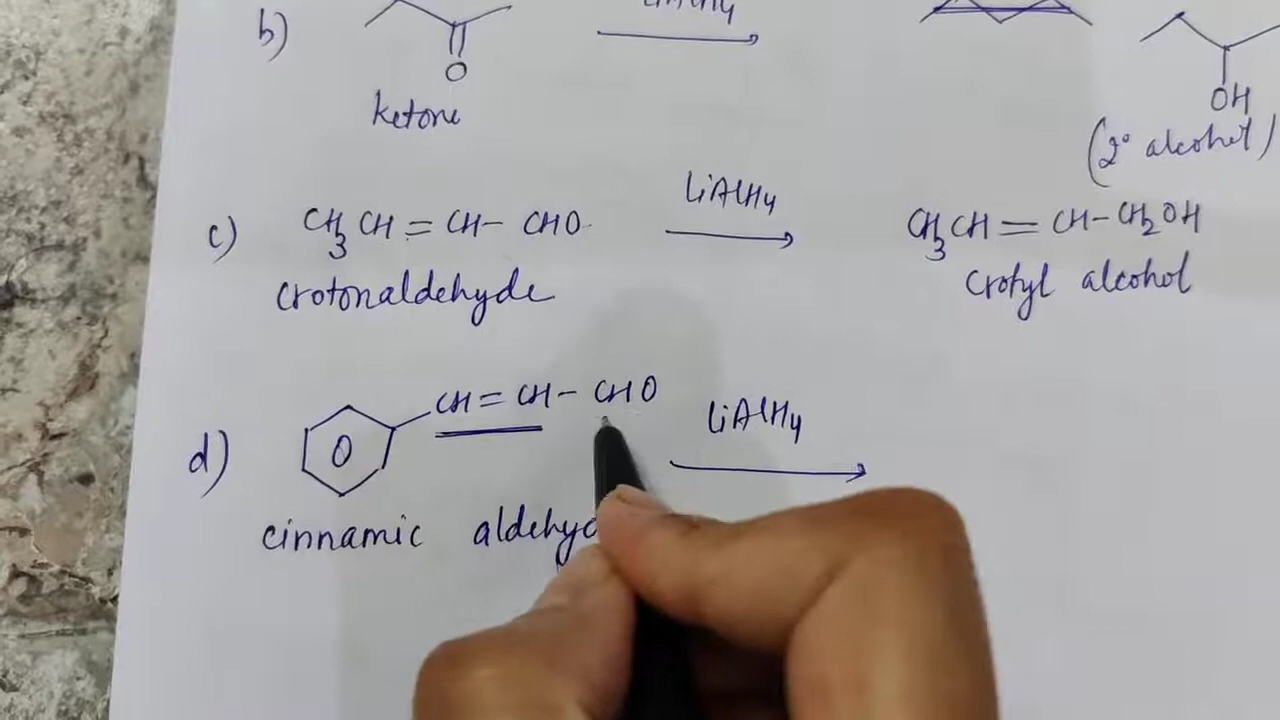 b)
O
OH
ketone
(2° alcohol)
LiAlH4
c) CH3CH=CH-CHO CH3CH=CH-CH2OH
crotonaldehyde Crotyl alcohol
CH=CH-CHO LiAlH4
d)
cinnamic